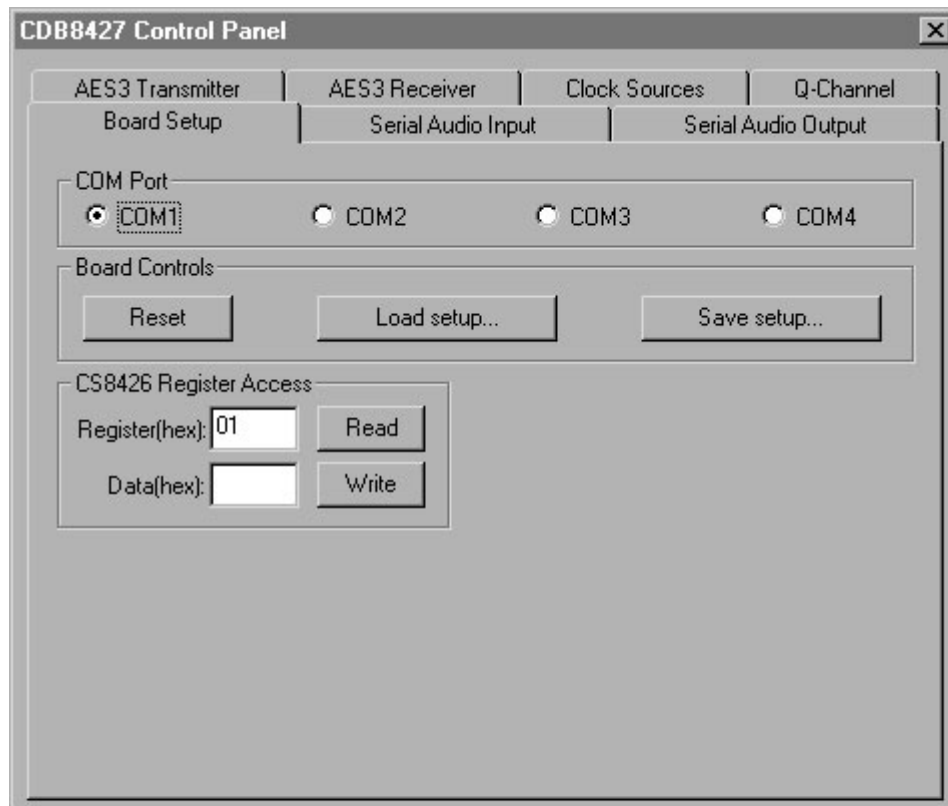 CDB8427 Control Panel
AES3 Transmitter AES3 Receiver Clock Sources Q-Channel
Board Setup Serial Audio Input Serial Audio Output
COM Port
COM1 COM2 COM3 COM4
Board Controls
Reset Load setup... Save setup...
CS8426 Register Access
Register(hex): 01 Read
Data(hex): Write